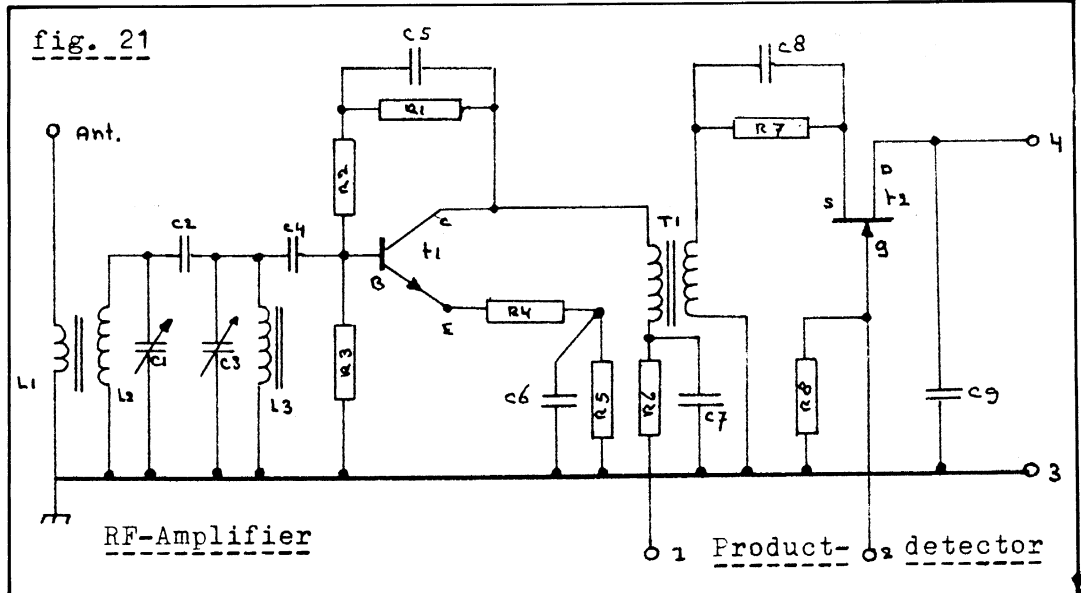 fig. 21
Ant.
L1
L2
C1
C2
C3
L3
C4
R2
R3
C5
R1
B
C
t1
E
R4
C6
R5
T1
R6
C7
C8
R7
S
D
t2
g
R8
C9
4
3
1
2
RF-Amplifier
Product- detector